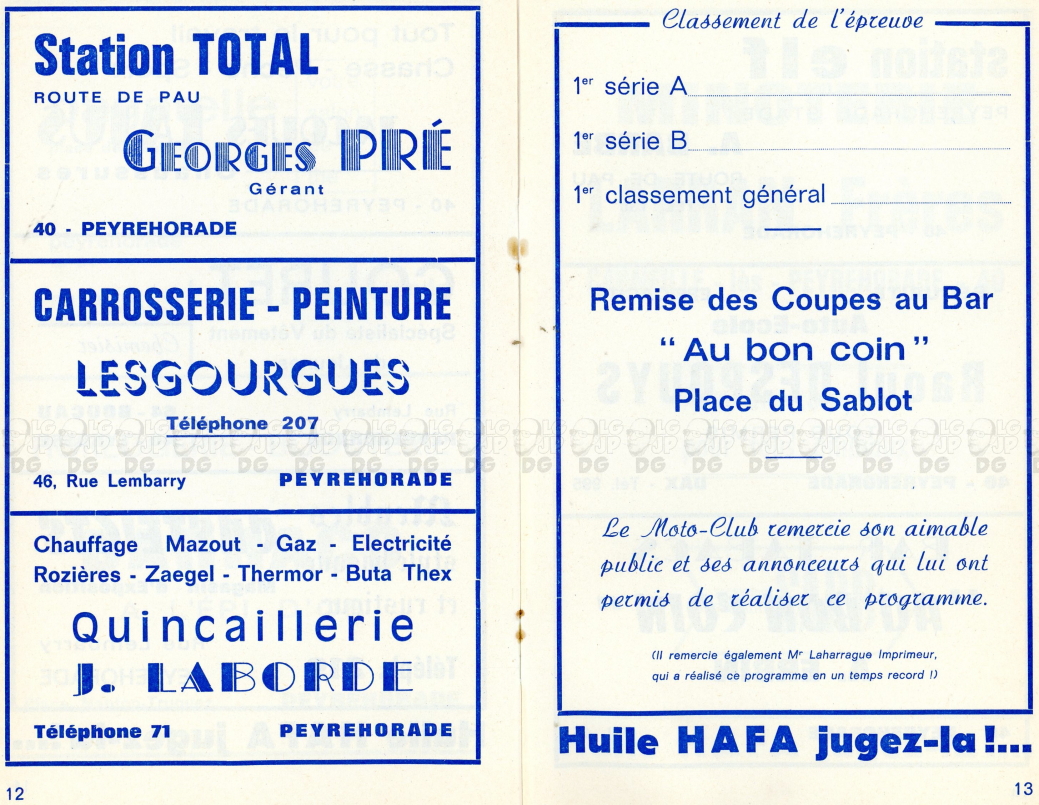 Station TOTAL
ROUTE DE PAU
GEORGES PRÉ
Gérant
40 - PEYREHORADE
CARROSSERIE - PEINTURE
LESGOURGUES
Téléphone 207
46, Rue Lembarry PEYREHORADE
Chauffage Mazout - Gaz - Electricité
Rozières - Zaegel - Thermor - Buta Thex
Quincaillerie
J. LABORDE
Téléphone 71 PEYREHORADE
12
Classement de l'épreuve
1er série A
1er série B
1er classement général
Remise des Coupes au Bar
" Au bon coin "
Place du Sablot
Le Moto-Club remercie son aimable
public et ses annonceurs qui lui ont
permis de réaliser ce programme.
(Il remercie également Mr Laharrague Imprimeur,
qui a réalisé ce programme en un temps record !)
Huile HAFA jugez-la !...
13